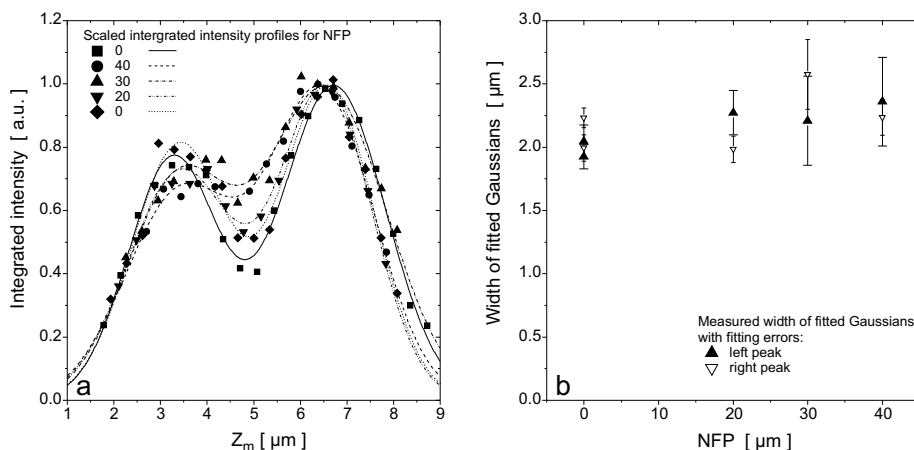 Scaled intergrated intensity profiles for NFP
0
40
30
20
0
Integrated intensity [ a.u. ]
1.2
1.0
0.8
0.6
0.4
0.2
0.0
a
1 2 3 4 5 6 7 8 9
Zm [ µm ]
Width of fitted Gaussians [ µm ]
3.0
2.5
2.0
1.5
1.0
0.5
0.0
Measured width of fitted Gaussians
with fitting errors:
left peak
right peak
b
0 10 20 30 40
NFP [ µm ]